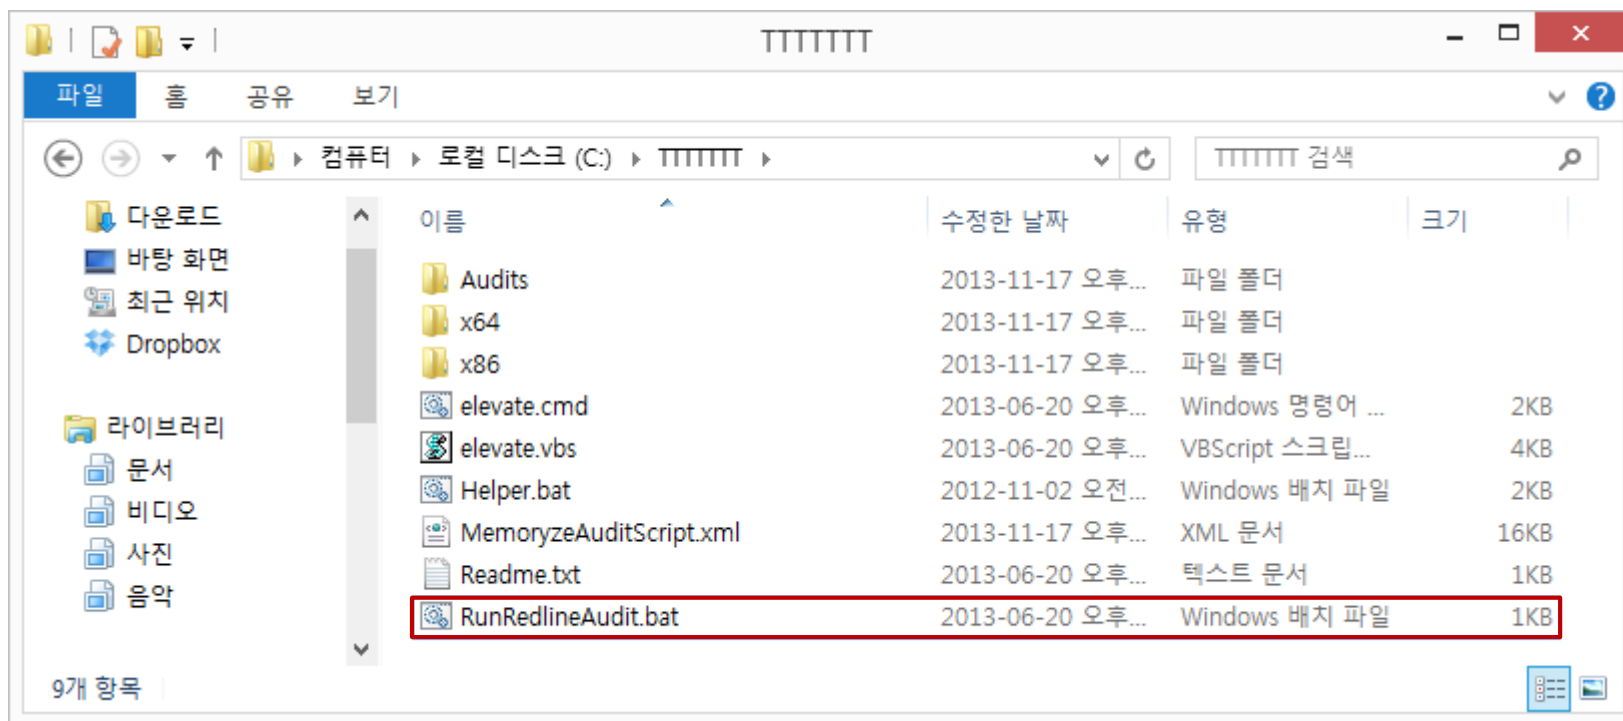 TTTTTTT
파일 홈 공유 보기
컴퓨터 로컬 디스크 (C:) TTTTTTT
TTTTTTT 검색
다운로드
바탕 화면
최근 위치
Dropbox
라이브러리
문서
비디오
사진
음악
이름 수정한 날짜 유형 크기
Audits 2013-11-17 오후... 파일 폴더
x64 2013-11-17 오후... 파일 폴더
x86 2013-11-17 오후... 파일 폴더
elevate.cmd 2013-06-20 오후... Windows 명령어 ... 2KB
elevate.vbs 2013-06-20 오후... VBScript 스크립... 4KB
Helper.bat 2012-11-02 오전... Windows 배치 파일 2KB
MemoryzeAuditScript.xml 2013-11-17 오후... XML 문서 16KB
Readme.txt 2013-06-20 오후... 텍스트 문서 1KB
RunRedlineAudit.bat 2013-06-20 오후... Windows 배치 파일 1KB
9개 항목